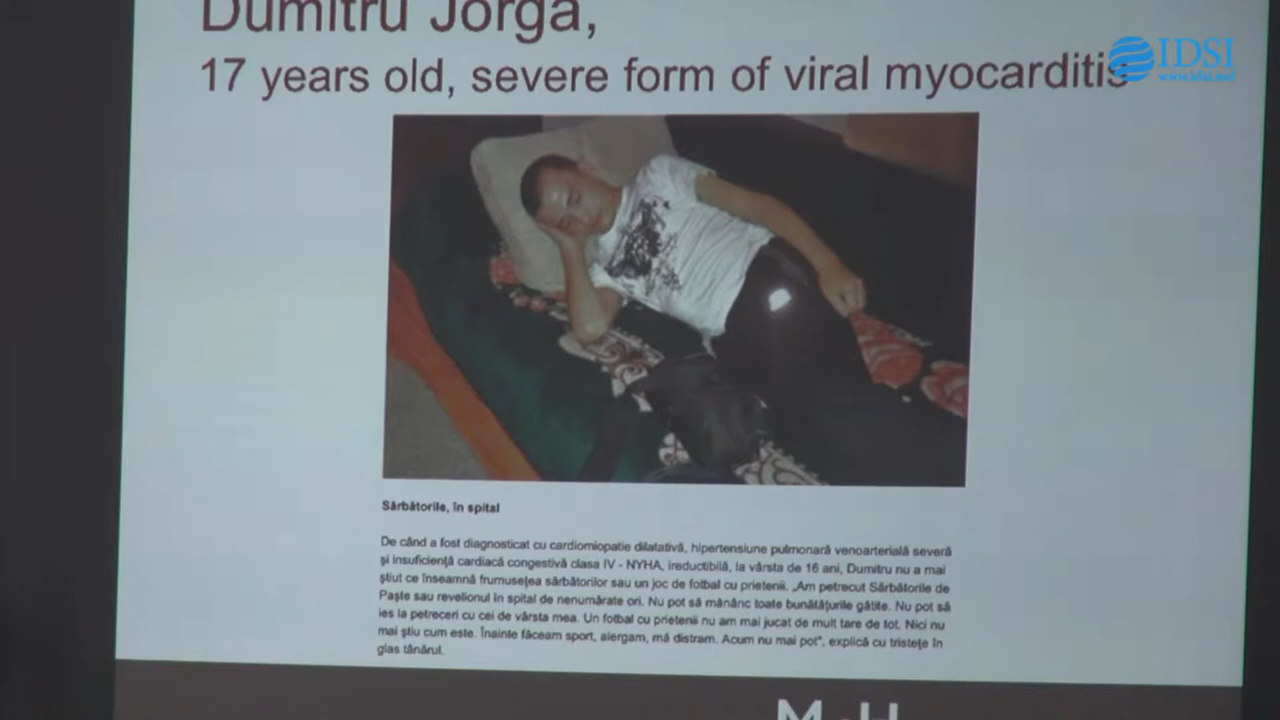 Dumitru Jorga,
17 years old, severe form of viral myocarditis
IDSI
www.idsi.md
Sărbătorile, în spital
De când a fost diagnosticat cu cardiomiopatie dilatativă, hipertensiune pulmonară venoarterială severă
și insuficiență cardiacă congestivă clasa IV - NYHA, ireductibilă, la vârsta de 16 ani, Dumitru nu a mai
știut ce înseamnă frumusețea sărbătorilor sau un joc de fotbal cu prietenii. „Am petrecut Sărbătorile de
Paște sau revelionul în spital de nenumărate ori. Nu pot să mănânc toate bunătățurile gătite. Nu pot să
ies la petreceri cu cei de vârsta mea. Un fotbal cu prietenii nu am mai jucat de mult tare de tot. Nici nu
mai știu cum este. Înainte făceam sport, alergam, mă distram. Acum nu mai pot", explică cu tristețe în
glas tânărul.